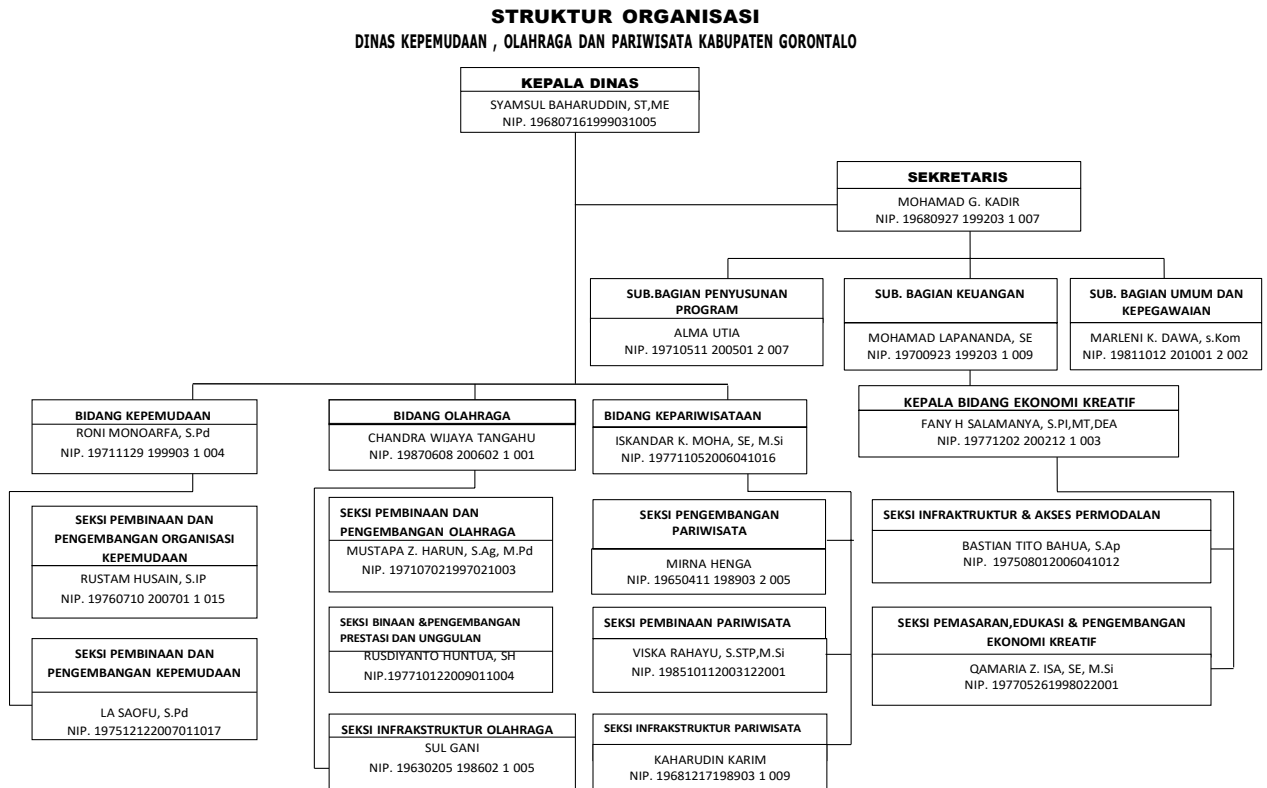 STRUKTUR ORGANISASI
DINAS KEPEMUDAAN , OLAHRAGA DAN PARIWISATA KABUPATEN GORONTALO
KEPALA DINAS
SYAMSUL BAHARUDDIN, ST,ME
NIP. 196807161999031005
SEKRETARIS
MOHAMAD G. KADIR
NIP. 19680927 199203 1 007
SUB.BAGIAN PENYUSUNAN
PROGRAM
ALMA UTIA
NIP. 19710511 200501 2 007
SUB. BAGIAN KEUANGAN
MOHAMAD LAPANANDA, SE
NIP. 19700923 199203 1 009
SUB. BAGIAN UMUM DAN
KEPEGAWAIAN
MARLENI K. DAWA, s.Kom
NIP. 19811012 201001 2 002
BIDANG KEPEMUDAAN
RONI MONOARFA, S.Pd
NIP. 19711129 199903 1 004
BIDANG OLAHRAGA
CHANDRA WIJAYA TANGAHU
NIP. 19870608 200602 1 001
BIDANG KEPARIWISATAAN
ISKANDAR K. MOHA, SE, M.Si
NIP. 197711052006041016
KEPALA BIDANG EKONOMI KREATIF
FANY H SALAMANYA, S.PI,MT,DEA
NIP. 19771202 200212 1 003
SEKSI PEMBINAAN DAN
PENGEMBANGAN ORGANISASI
KEPEMUDAAN
RUSTAM HUSAIN, S.IP
NIP. 19760710 200701 1 015
SEKSI PEMBINAAN DAN
PENGEMBANGAN KEPEMUDAAN
LA SAOFU, S.Pd
NIP. 197512122007011017
SEKSI PEMBINAAN DAN
PENGEMBANGAN OLAHRAGA
MUSTAPA Z. HARUN, S.Ag, M.Pd
NIP. 197107021997021003
SEKSI BINAAN &PENGEMBANGAN
PRESTASI DAN UNGGULAN
RUSDIYANTO HUNTUA, SH
NIP.197710122009011004
SEKSI INFRAKSTRUKTUR OLAHRAGA
SUL GANI
NIP. 19630205 198602 1 005
SEKSI PENGEMBANGAN
PARIWISATA
MIRNA HENGA
NIP. 19650411 198903 2 005
SEKSI PEMBINAAN PARIWISATA
VISKA RAHAYU, S.STP,M.Si
NIP. 198510112003122001
SEKSI INFRAKSTRUKTUR PARIWISATA
KAHARUDIN KARIM
NIP. 19681217198903 1 009
SEKSI INFRAKTRUKTUR & AKSES PERMODALAN
BASTIAN TITO BAHUA, S.Ap
NIP. 197508012006041012
SEKSI PEMASARAN,EDUKASI & PENGEMBANGAN
EKONOMI KREATIF
QAMARIA Z. ISA, SE, M.Si
NIP. 197705261998022001